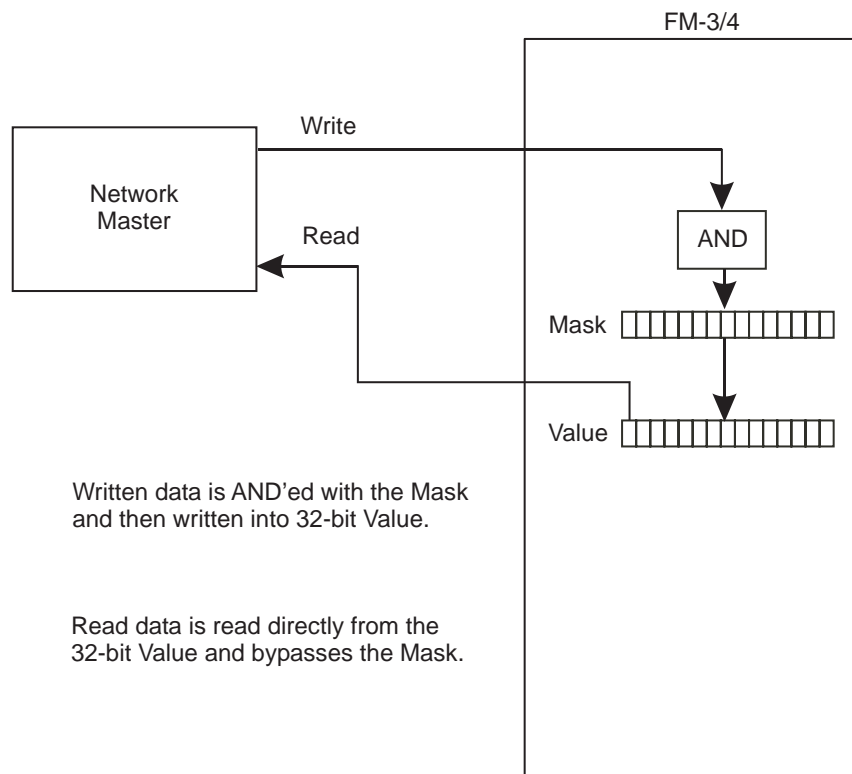 FM-3/4
Write
Network
Master
Read
AND
Mask
Value
Written data is AND'ed with the Mask
and then written into 32-bit Value.
Read data is read directly from the
32-bit Value and bypasses the Mask.